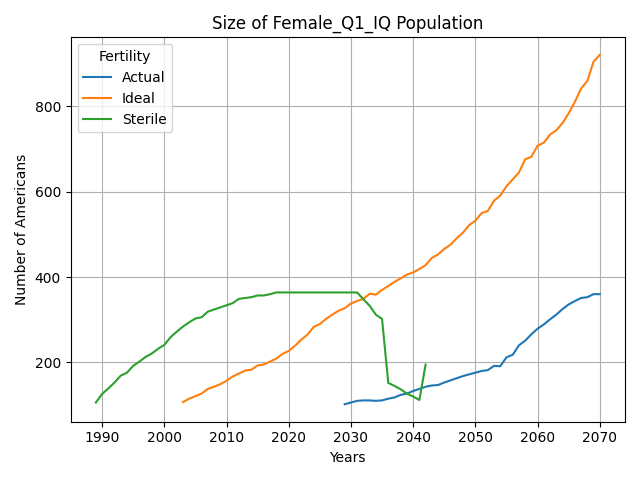 Size of Female_Q1_IQ Population
Fertility
Actual
Ideal
Sterile
Number of Americans
800
600
400
200
1990 2000 2010 2020 2030 2040 2050 2060 2070
Years